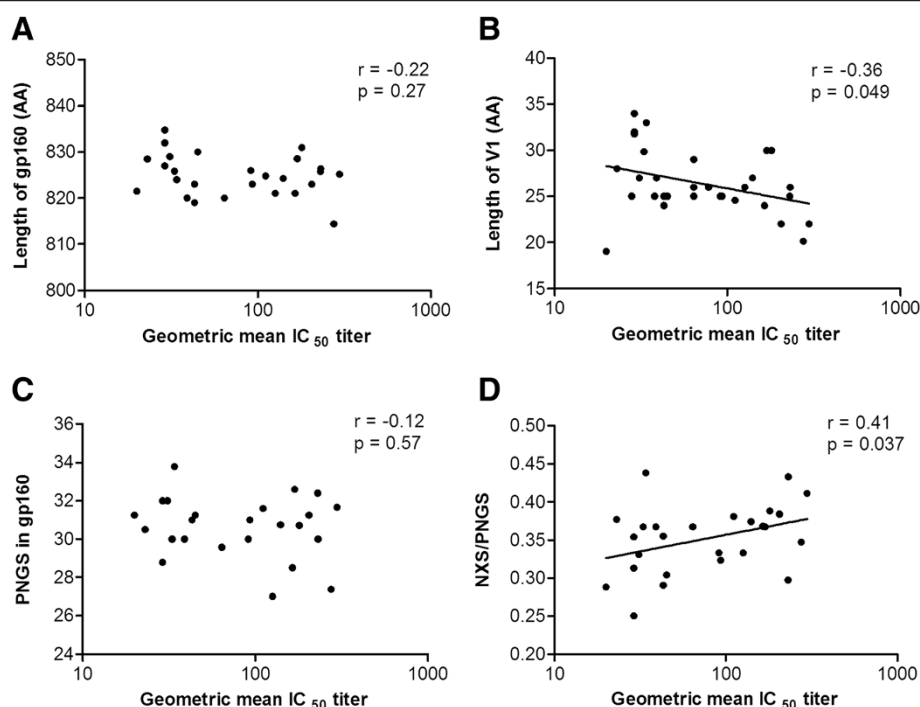 A
850
840
830
820
810
800
Length of gp160 (AA)
r = -0.22
p = 0.27
10
100
1000
Geometric mean IC 50 titer
B
40
35
30
25
20
15
Length of V1 (AA)
r = -0.36
p = 0.049
10
100
1000
Geometric mean IC 50 titer
C
36
34
32
30
28
26
24
PNGS in gp160
r = -0.12
p = 0.57
10
100
1000
Geometric mean IC 50 titer
D
0.50
0.45
0.40
0.35
0.30
0.25
0.20
NXS/PNGS
r = 0.41
p = 0.037
10
100
1000
Geometric mean IC 50 titer